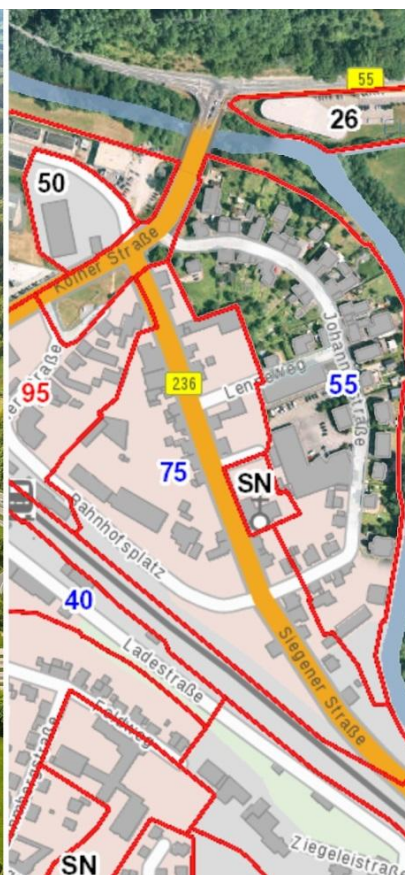 55
26
50
Kölner Straße
236
Lenneweg
95
55
75
SN
Bahnhofsplatz
40
Ladestraße
Siegener Straße
Feldweg
Ziegeleistraße
SN